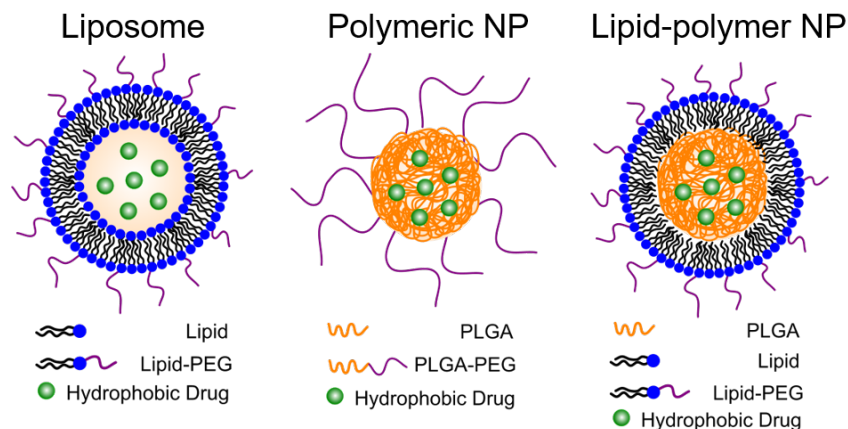 Liposome
Lipid
Lipid-PEG
Hydrophobic Drug
Polymeric NP
PLGA
PLGA-PEG
Hydrophobic Drug
Lipid-polymer NP
PLGA
Lipid
Lipid-PEG
Hydrophobic Drug